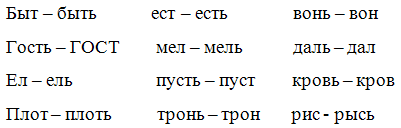 Быт – быть ест – есть вонь – вон
Гость – ГОСТ мел – мель даль – дал
Ел – ель пусть – пуст кровь – кров
Плот – плоть тронь – трон рис - рысь